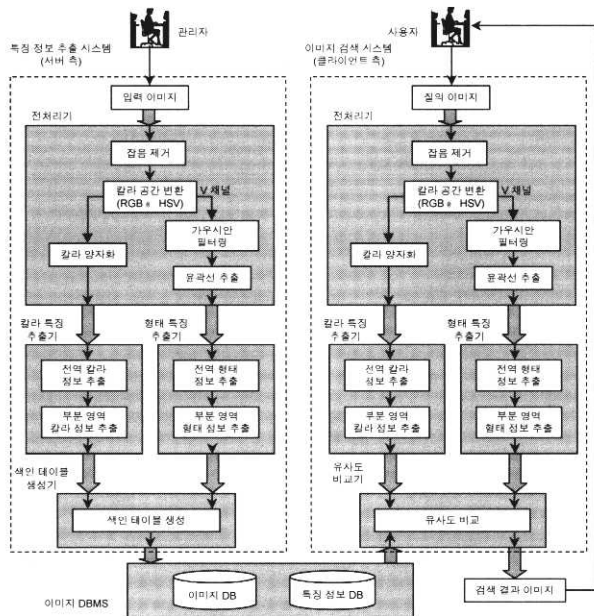 관리자
특징 정보 추출 시스템
(서버 측)
입력 이미지
전처리기
잡음 제거
칼라 공간 변환
(RGB e HSV)
V 채널
칼라 양자화
가우시안
필터링
윤곽선 추출
칼라 특징
추출기
형태 특징
추출기
전역 칼라
정보 추출
부분 영역
칼라 정보 추출
전역 형태
정보 추출
부분 영역
형태 정보 추출
색인 테이블
생성기
색인 테이블 생성
사용자
이미지 검색 시스템
(클라이언트 측)
질의 이미지
전처리기
잡음 제거
칼라 공간 변환
(RGB e HSV)
V 채널
칼라 양자화
가우시안
필터링
윤곽선 추출
칼라 특징
추출기
형태 특징
추출기
전역 칼라
정보 추출
부분 영역
칼라 정보 추출
전역 형태
정보 추출
부분 영역
형태 정보 추출
유사도
비교기
유사도 비교
이미지 DBMS
이미지 DB
특징 정보 DB
검색 결과 이미지